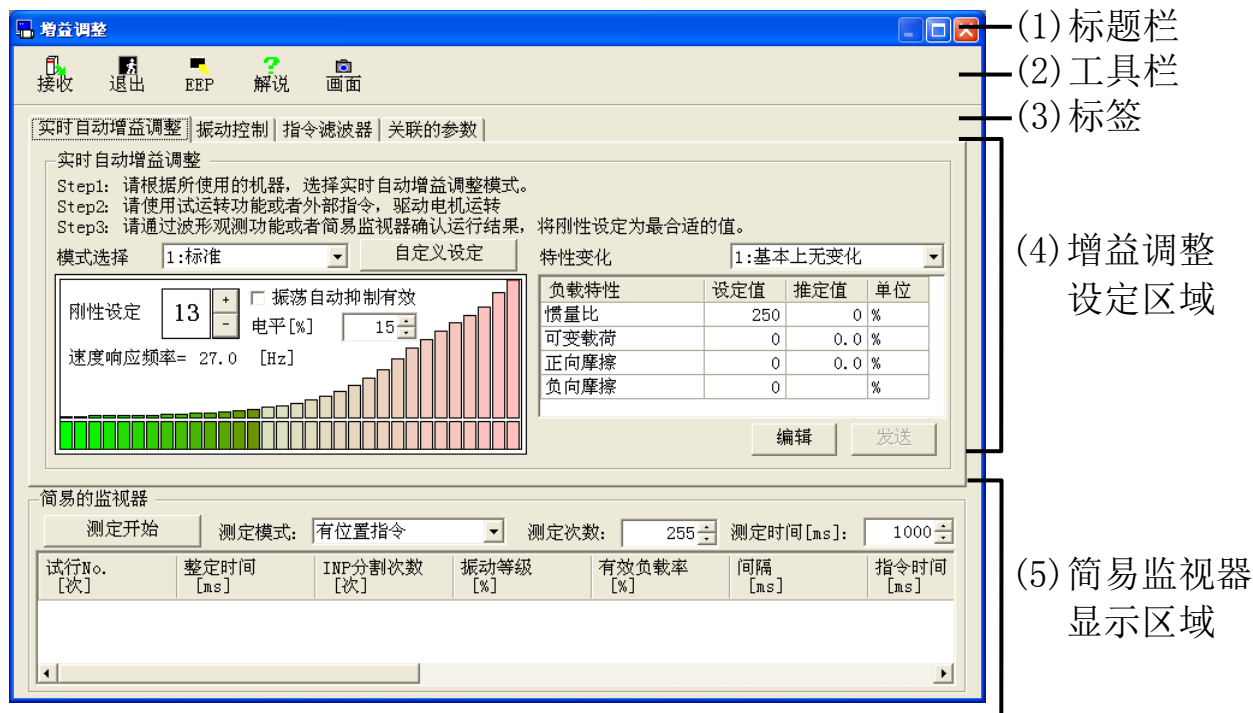 增益调整
(1)标题栏
接收 退出 EEP 解说 画面
(2)工具栏
实时自动增益调整 振动控制 指令滤波器 关联的参数
(3)标签
实时自动增益调整
Step1: 请根据所使用的机器，选择实时自动增益调整模式。
Step2: 请使用试运转功能或者外部指令，驱动电机运转
Step3: 请通过波形观测功能或者简易监视器确认运行结果，将刚性设定为最合适的值。
模式选择 1:标准 自定义设定 特性变化 1:基本上无变化
(4)增益调整
设定区域
刚性设定 13 + - 振荡自动抑制有效
电平[%] 15
速度响应频率= 27.0 [Hz]
负载特性 设定值 推定值 单位
惯量比 250 0 %
可变载荷 0 0.0 %
正向摩擦 0 0.0 %
负向摩擦 0 %
编辑 发送
简易的监视器
测定开始 测定模式: 有位置指令 测定次数: 255 测定时间[ms]: 1000
试行No. 整定时间 INP分割次数 振动等级 有效负载率 间隔 指令时间
[次] [ms] [次] [%] [%] [ms] [ms]
(5)简易监视器
显示区域